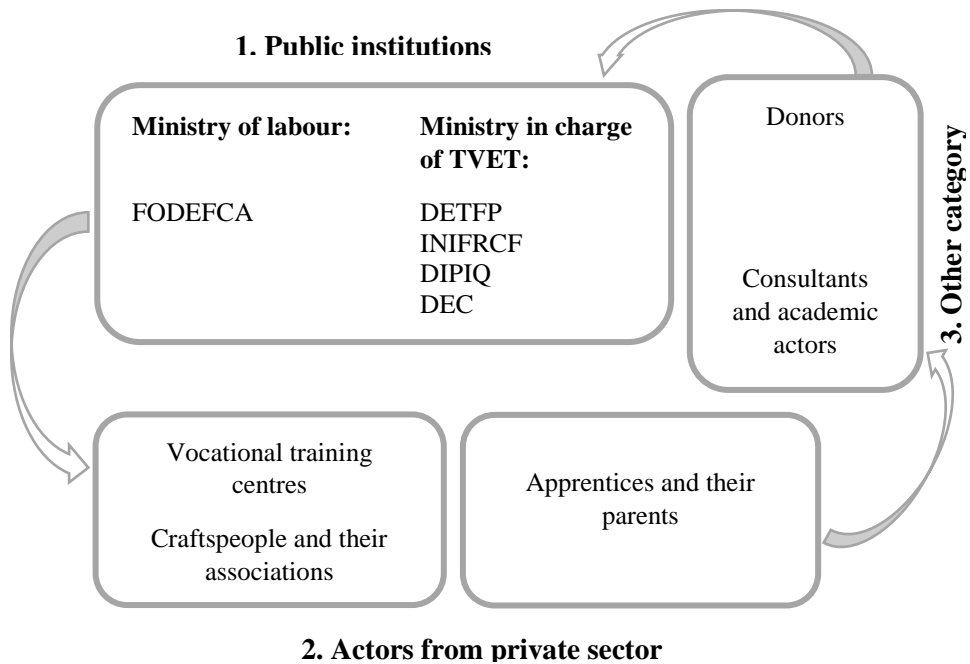 1. Public institutions
Ministry of labour:
FODEFCA
Ministry in charge
of TVET:
DETFP
INIFRCF
DIPIQ
DEC
Donors
Consultants
and academic
actors
3. Other category
Vocational training
centres
Craftspeople and their
associations
Apprentices and their
parents
2. Actors from private sector